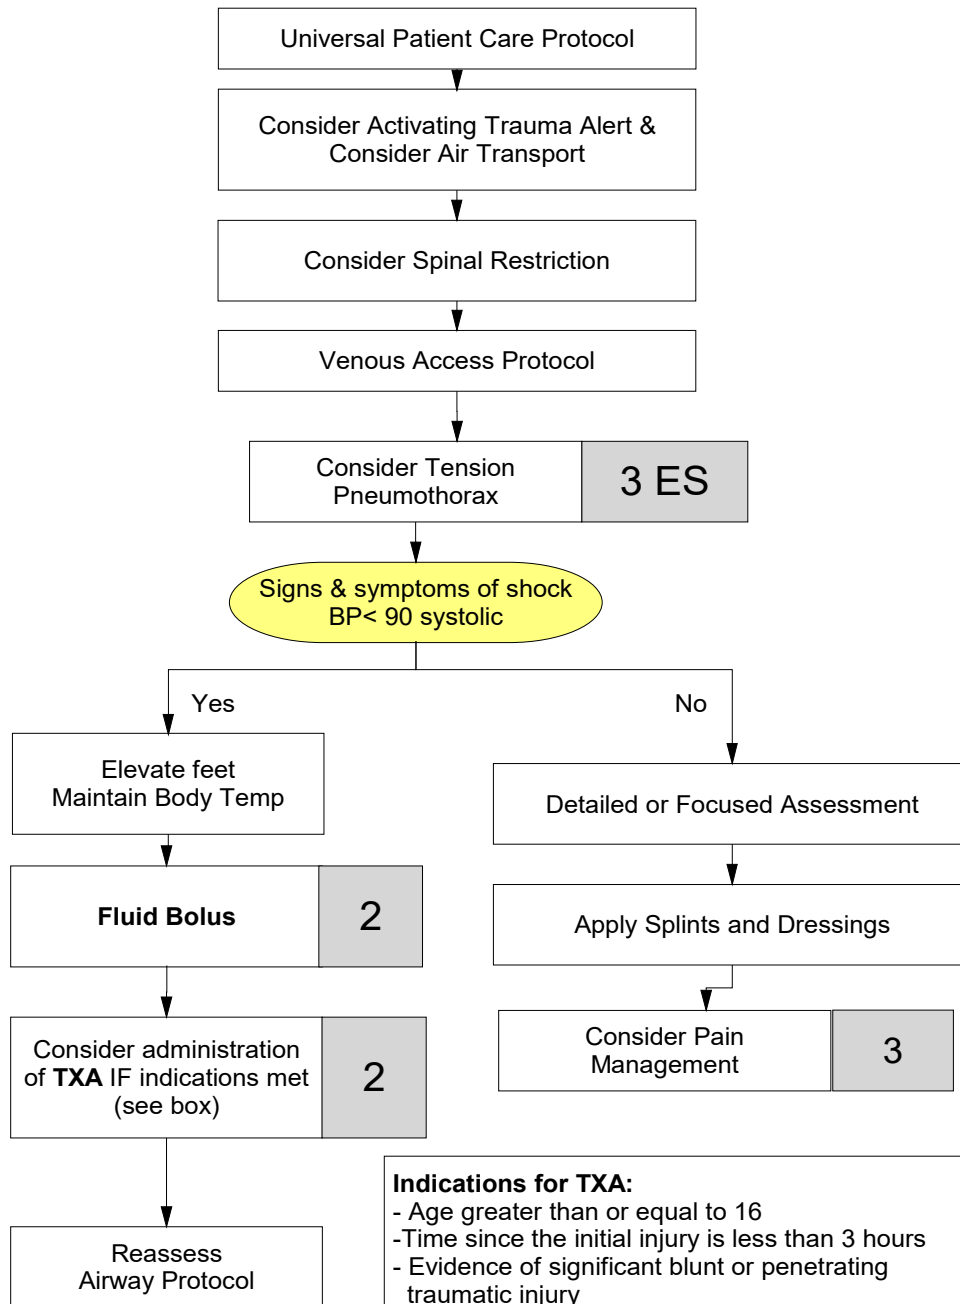 Universal Patient Care Protocol
Consider Activating Trauma Alert &
Consider Air Transport
Consider Spinal Restriction
Venous Access Protocol
Consider Tension
Pneumothorax
3 ES
Signs & symptoms of shock
BP< 90 systolic
Yes
No
Elevate feet
Maintain Body Temp
Detailed or Focused Assessment
Fluid Bolus
2
Apply Splints and Dressings
Consider administration
of TXA IF indications met
(see box)
2
Consider Pain
Management
3
Reassess
Airway Protocol
Indications for TXA:
- Age greater than or equal to 16
-Time since the initial injury is less than 3 hours
- Evidence of significant blunt or penetrating
traumatic injury